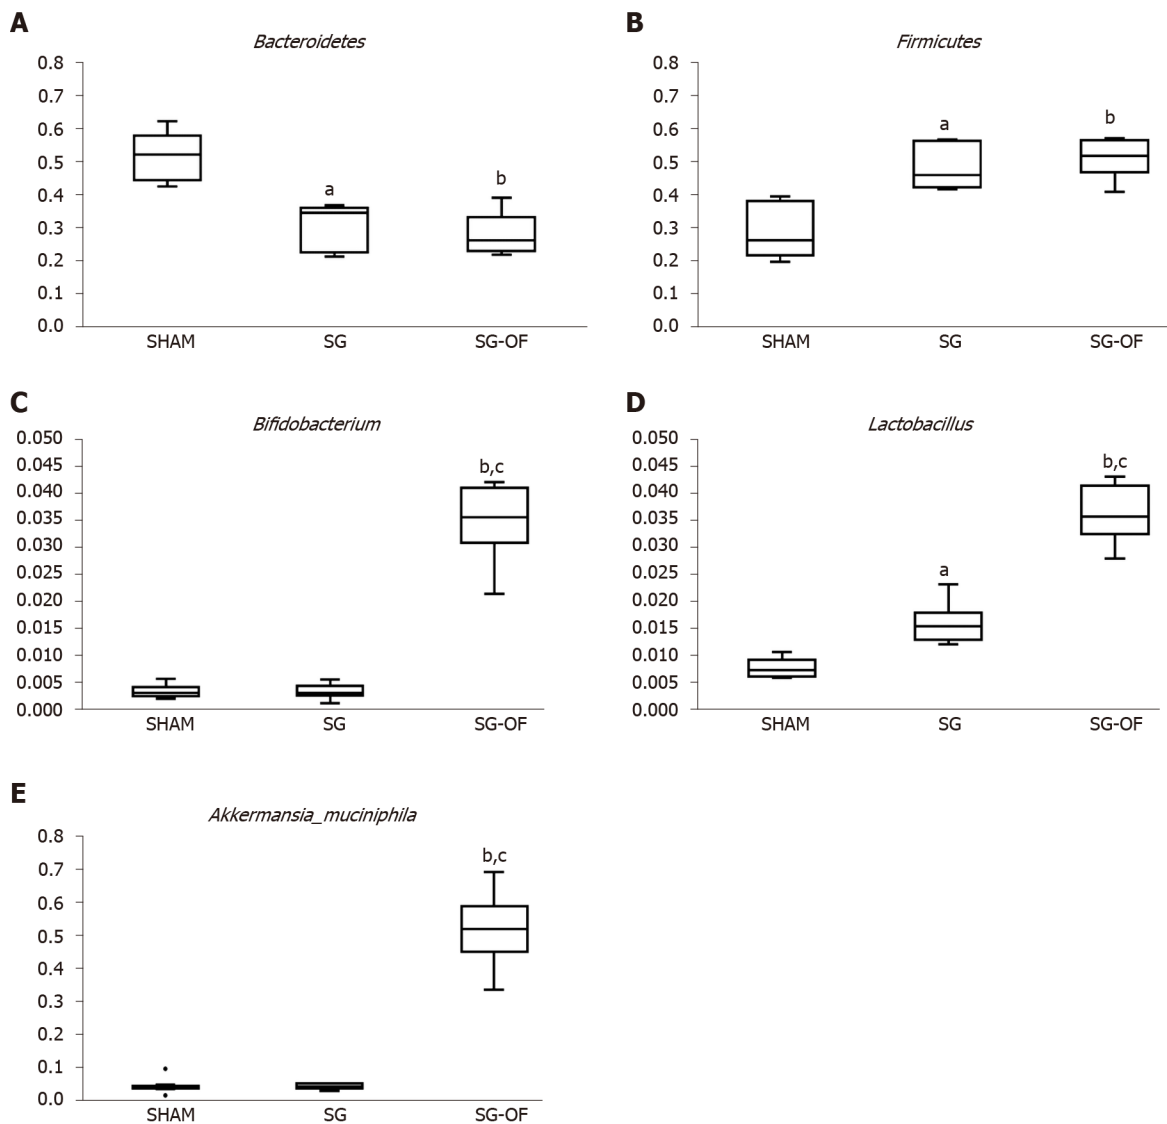 A
Bacteroidetes
0.8
0.7
0.6
0.5
0.4
0.3
0.2
0.1
0.0
a
b
SHAM SG SG-OF
B
Firmicutes
0.8
0.7
0.6
0.5
0.4
0.3
0.2
0.1
0.0
a
b
SHAM SG SG-OF
C
Bifidobacterium
0.050
0.045
0.040
0.035
0.030
0.025
0.020
0.015
0.010
0.005
0.000
b,c
SHAM SG SG-OF
D
Lactobacillus
0.050
0.045
0.040
0.035
0.030
0.025
0.020
0.015
0.010
0.005
0.000
a
b,c
SHAM SG SG-OF
E
Akkermansia_muciniphila
0.8
0.7
0.6
0.5
0.4
0.3
0.2
0.1
0.0
b,c
SHAM SG SG-OF